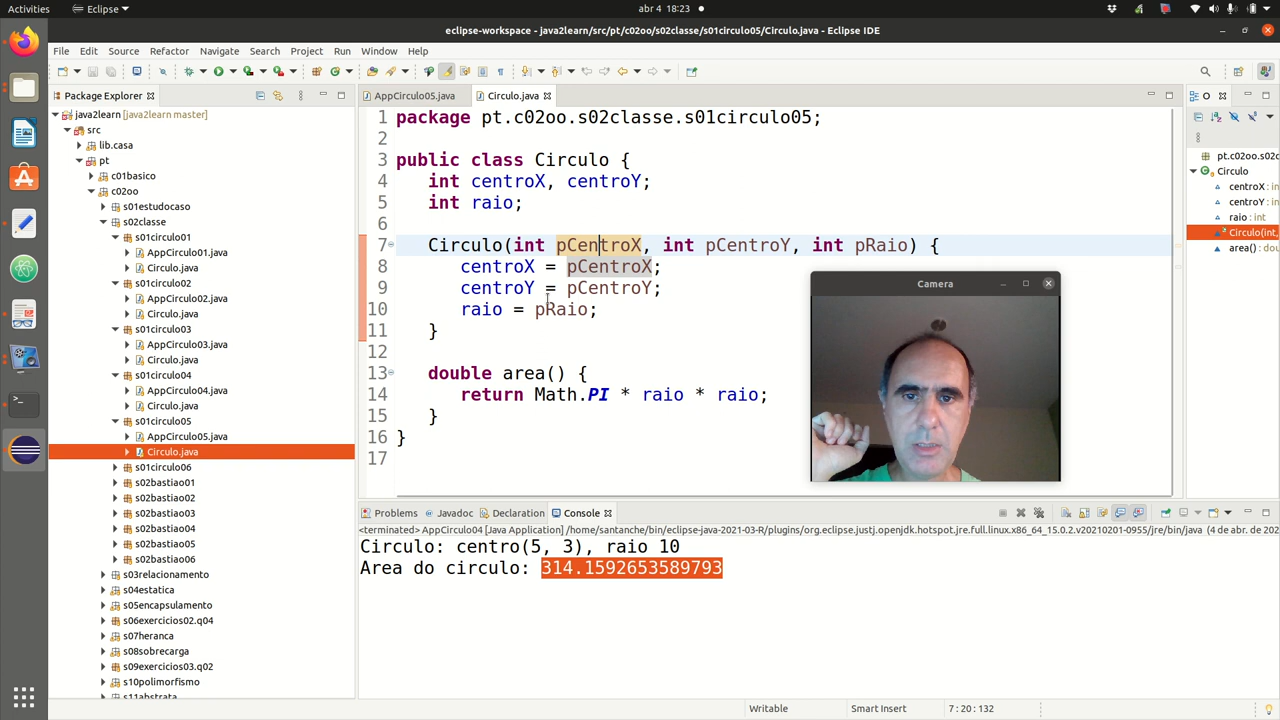 Activities
Eclipse
abr 4 18:23
eclipse-workspace - java2learn/src/pt/c02oo/s02classe/s01circulo05/Circulo.java - Eclipse IDE
File Edit Source Refactor Navigate Search Project Run Window Help
Package Explorer
java2learn [java2learn master]
src
lib.casa
pt
c01basico
c02oo
s01estudocaso
s02classe
s01circulo01
AppCirculo01.java
Circulo.java
s01circulo02
AppCirculo02.java
Circulo.java
s01circulo03
AppCirculo03.java
Circulo.java
s01circulo04
AppCirculo04.java
Circulo.java
s01circulo05
AppCirculo05.java
Circulo.java
s01circulo06
s02bastiao01
s02bastiao02
s02bastiao03
s02bastiao04
s02bastiao05
s02bastiao06
s03relacionamento
s04estatica
s05encapsulamento
s06exercicios02.q04
s07heranca
s08sobrecarga
s09exercicios03.q02
s10polimorfismo
s11abstrata
AppCirculo05.java
Circulo.java
1 package pt.c02oo.s02classe.s01circulo05;
2
3 public class Circulo {
4 int centroX, centroY;
5 int raio;
6
7 Circulo(int pCentroX, int pCentroY, int pRaio) {
8 centroX = pCentroX;
9 centroY = pCentroY;
10 raio = pRaio;
11 }
12
13 double area() {
14 return Math.PI * raio * raio;
15 }
16 }
17
Camera
O
pt.c02oo.s02
Circulo
centroX : in
centroY : in
raio : int
Circulo(int,
area() : dou
Problems
Javadoc
Declaration
Console
<terminated> AppCirculo04 [Java Application] /home/santanche/bin/eclipse-java-2021-03-R/plugins/org.eclipse.justj.openjdk.hotspot.jre.full.linux.x86_64_15.0.2.v20210201-0955/jre/bin/java (4 de abr. de 202
Circulo: centro(5, 3), raio 10
Area do circulo: 314.1592653589793
Writable
Smart Insert
7 : 20 : 132